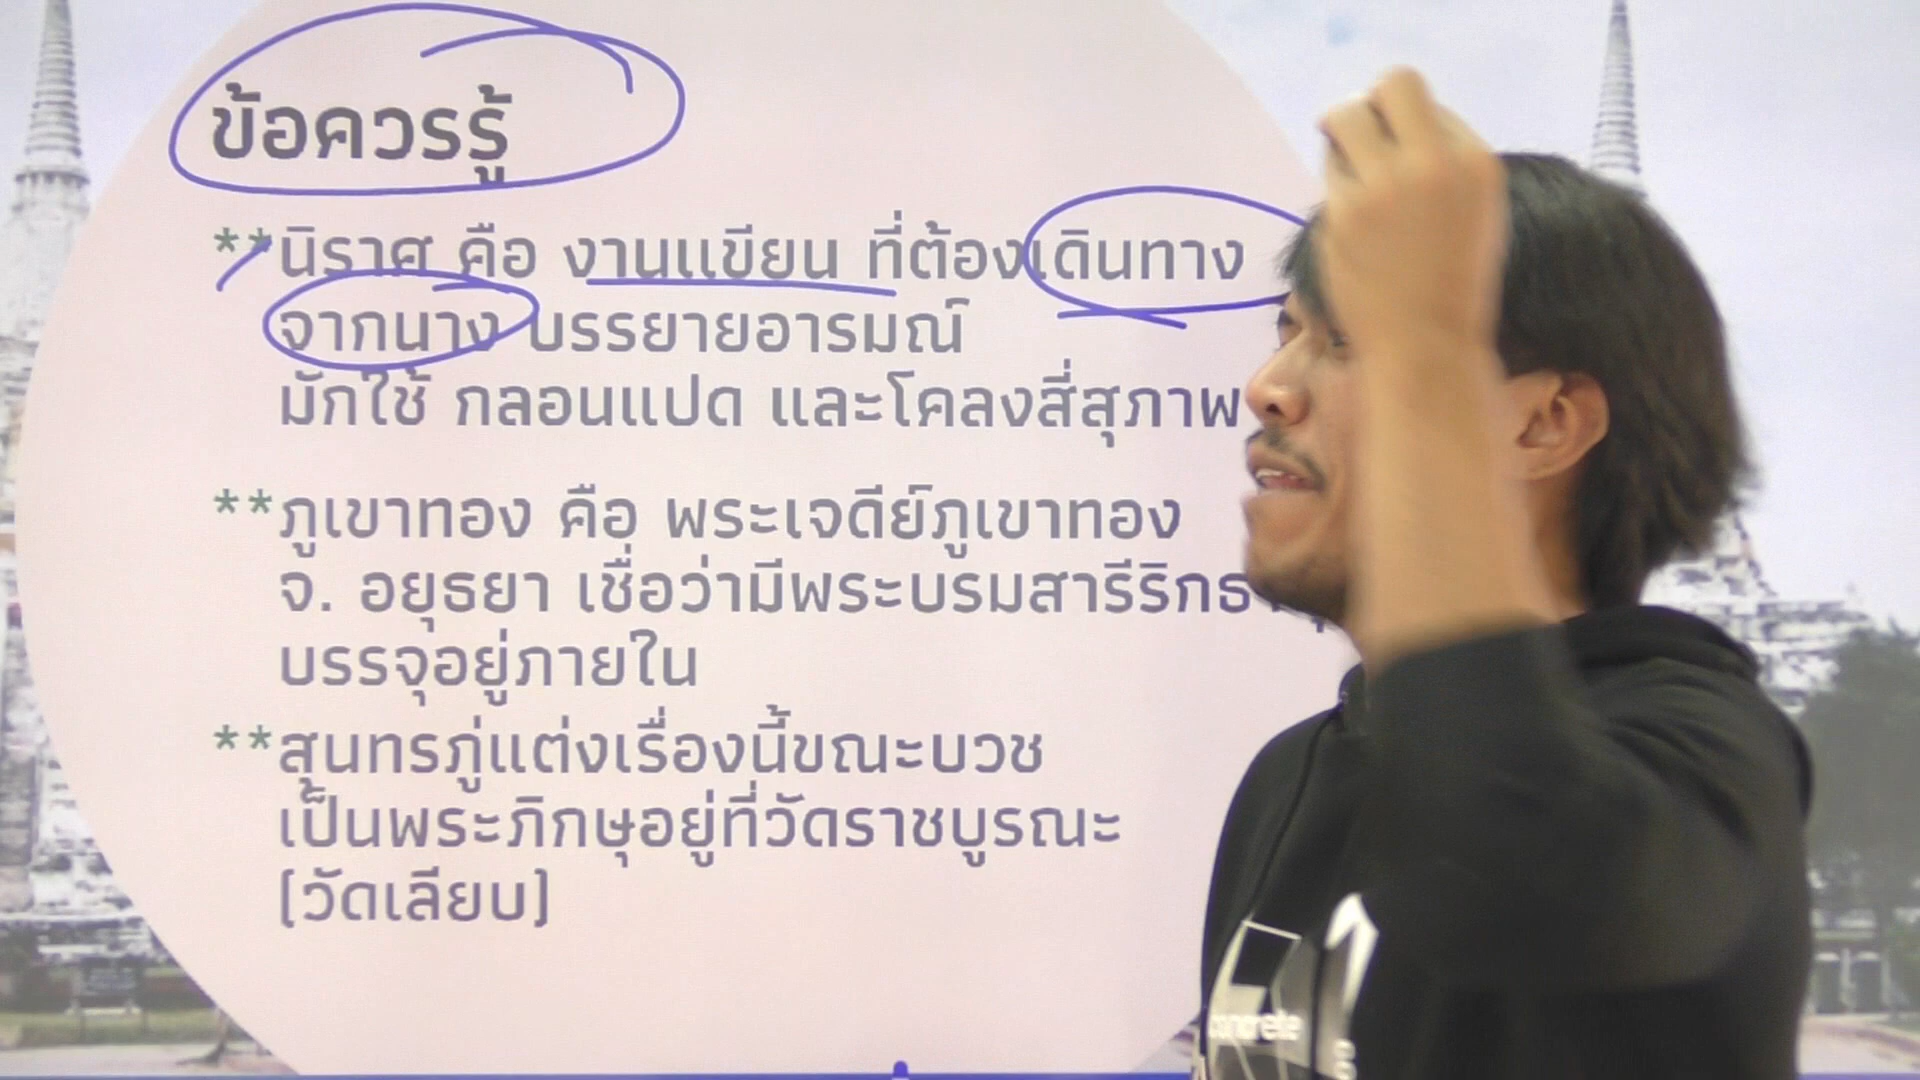 ข้อควรรู้
**นิราศ คือ งานเขียน ที่ต้องเดินทาง
จากนาง บรรยายอารมณ์
มักใช้ กลอนแปด และโคลงสี่สุภาพ
**ภูเขาทอง คือ พระเจดีย์ภูเขาทอง
จ. อยุธยา เชื่อว่ามีพระบรมสารีริกธาตุ
บรรจุอยู่ภายใน
**สุนทรภู่แต่งเรื่องนี้ขณะบวช
เป็นพระภิกษุอยู่ที่วัดราชบูรณะ
(วัดเลียบ)
concrete